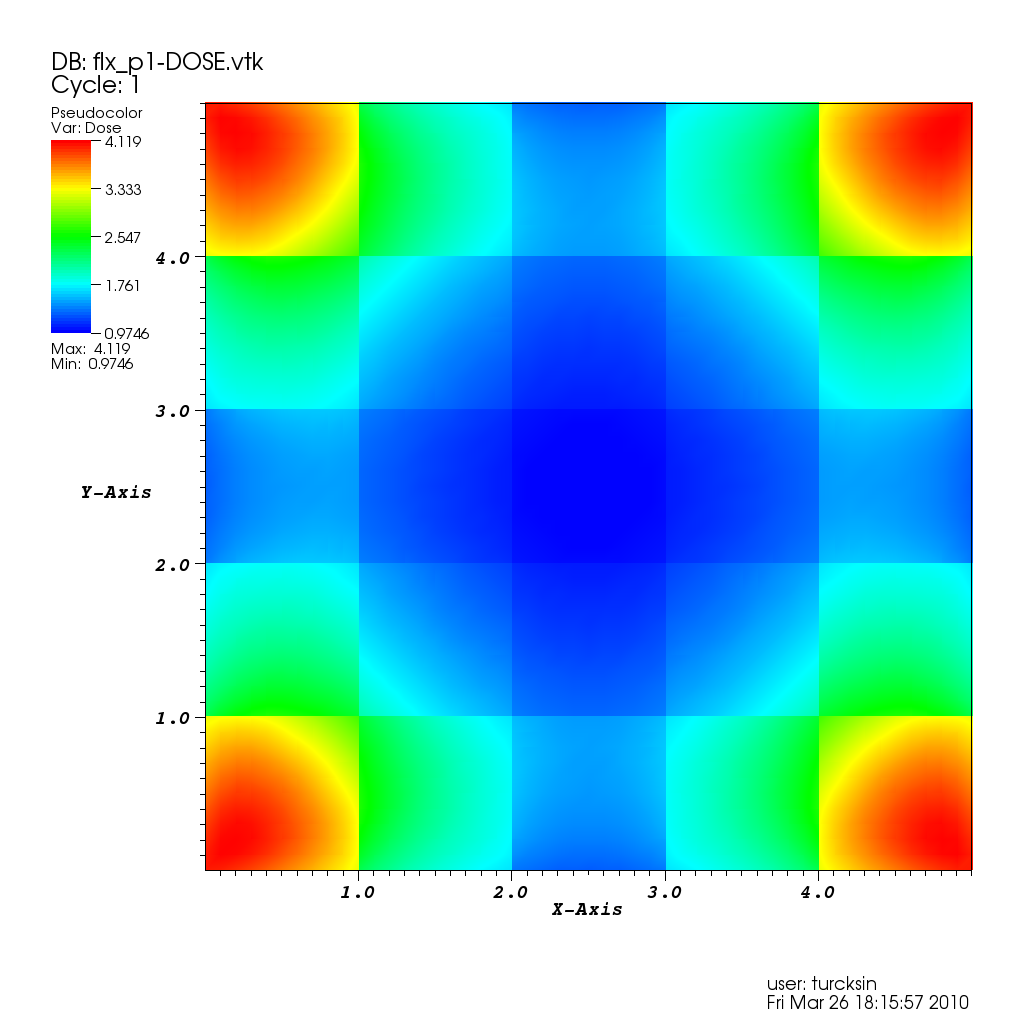 DB: flx_p1-DOSE.vtk
Cycle: 1
Pseudocolor
Var: Dose
4.119
3.333
2.547
1.761
0.9746
Max: 4.119
Min: 0.9746
4.0
3.0
Y-Axis
2.0
1.0
1.0 2.0 3.0 4.0
X-Axis
user: turcksin
Fri Mar 26 18:15:57 2010